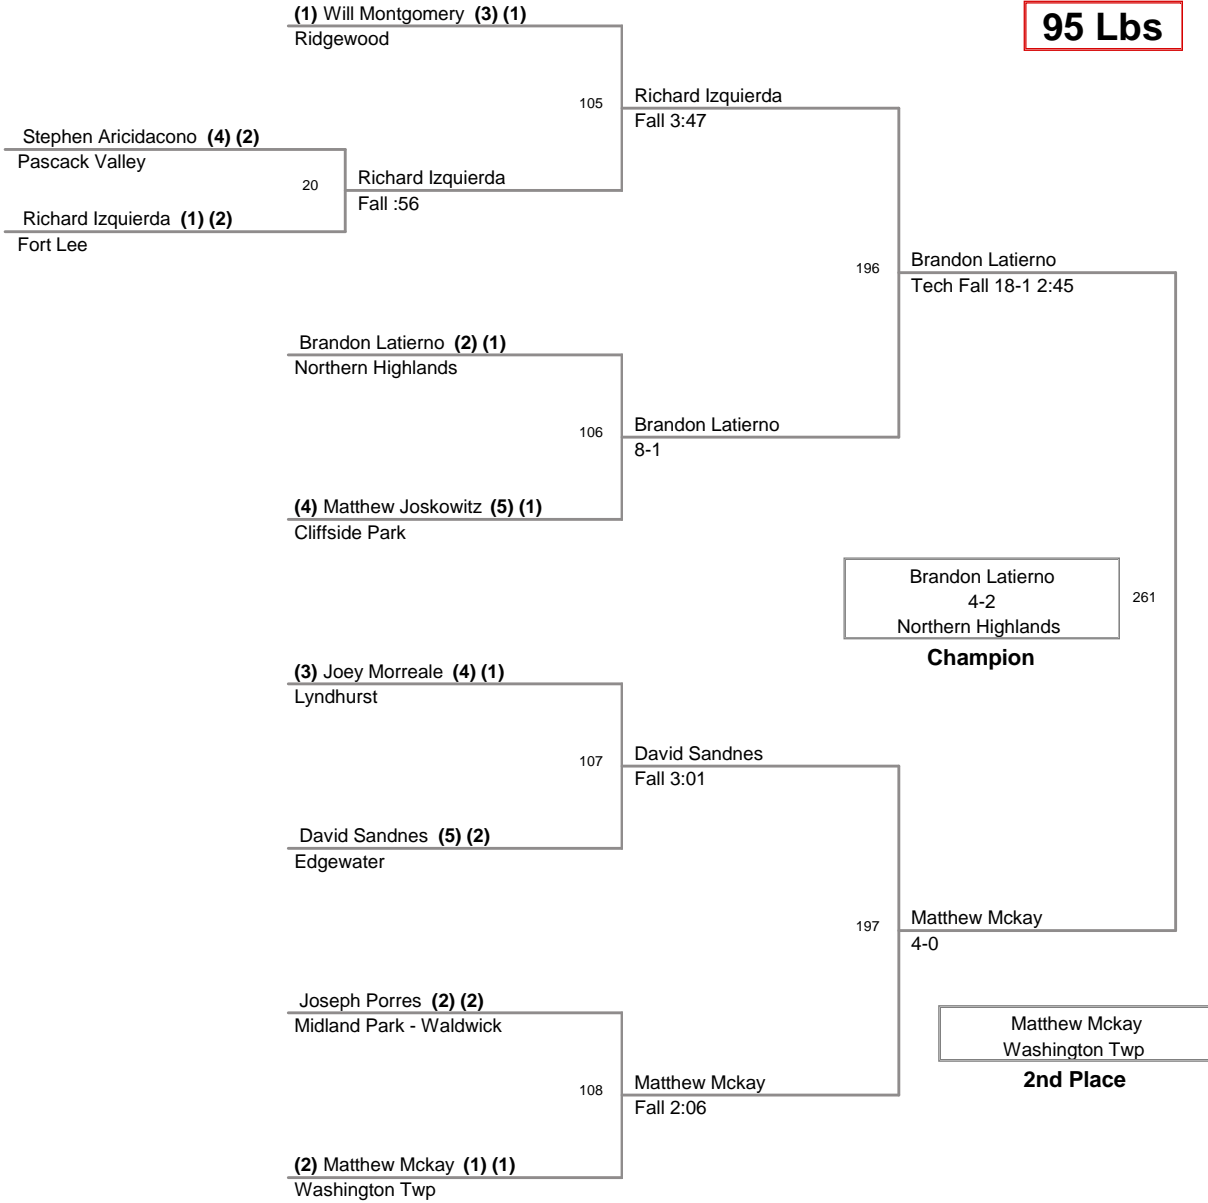 (1) Will Montgomery (3) (1)
Ridgewood
95 Lbs
105
Richard Izquierda
Fall 3:47
Stephen Aricidacono (4) (2)
Pascack Valley
20
Richard Izquierda
Fall :56
Richard Izquierda (1) (2)
Fort Lee
196
Brandon Latierno
Tech Fall 18-1 2:45
Brandon Latierno (2) (1)
Northern Highlands
106
Brandon Latierno
8-1
(4) Matthew Joskowitz (5) (1)
Cliffside Park
Brandon Latierno
4-2
Northern Highlands
261
Champion
(3) Joey Morreale (4) (1)
Lyndhurst
107
David Sandnes
Fall 3:01
David Sandnes (5) (2)
Edgewater
197
Matthew Mckay
4-0
Joseph Porres (2) (2)
Midland Park - Waldwick
Matthew Mckay
Washington Twp
2nd Place
108
Matthew Mckay
Fall 2:06
(2) Matthew Mckay (1) (1)
Washington Twp